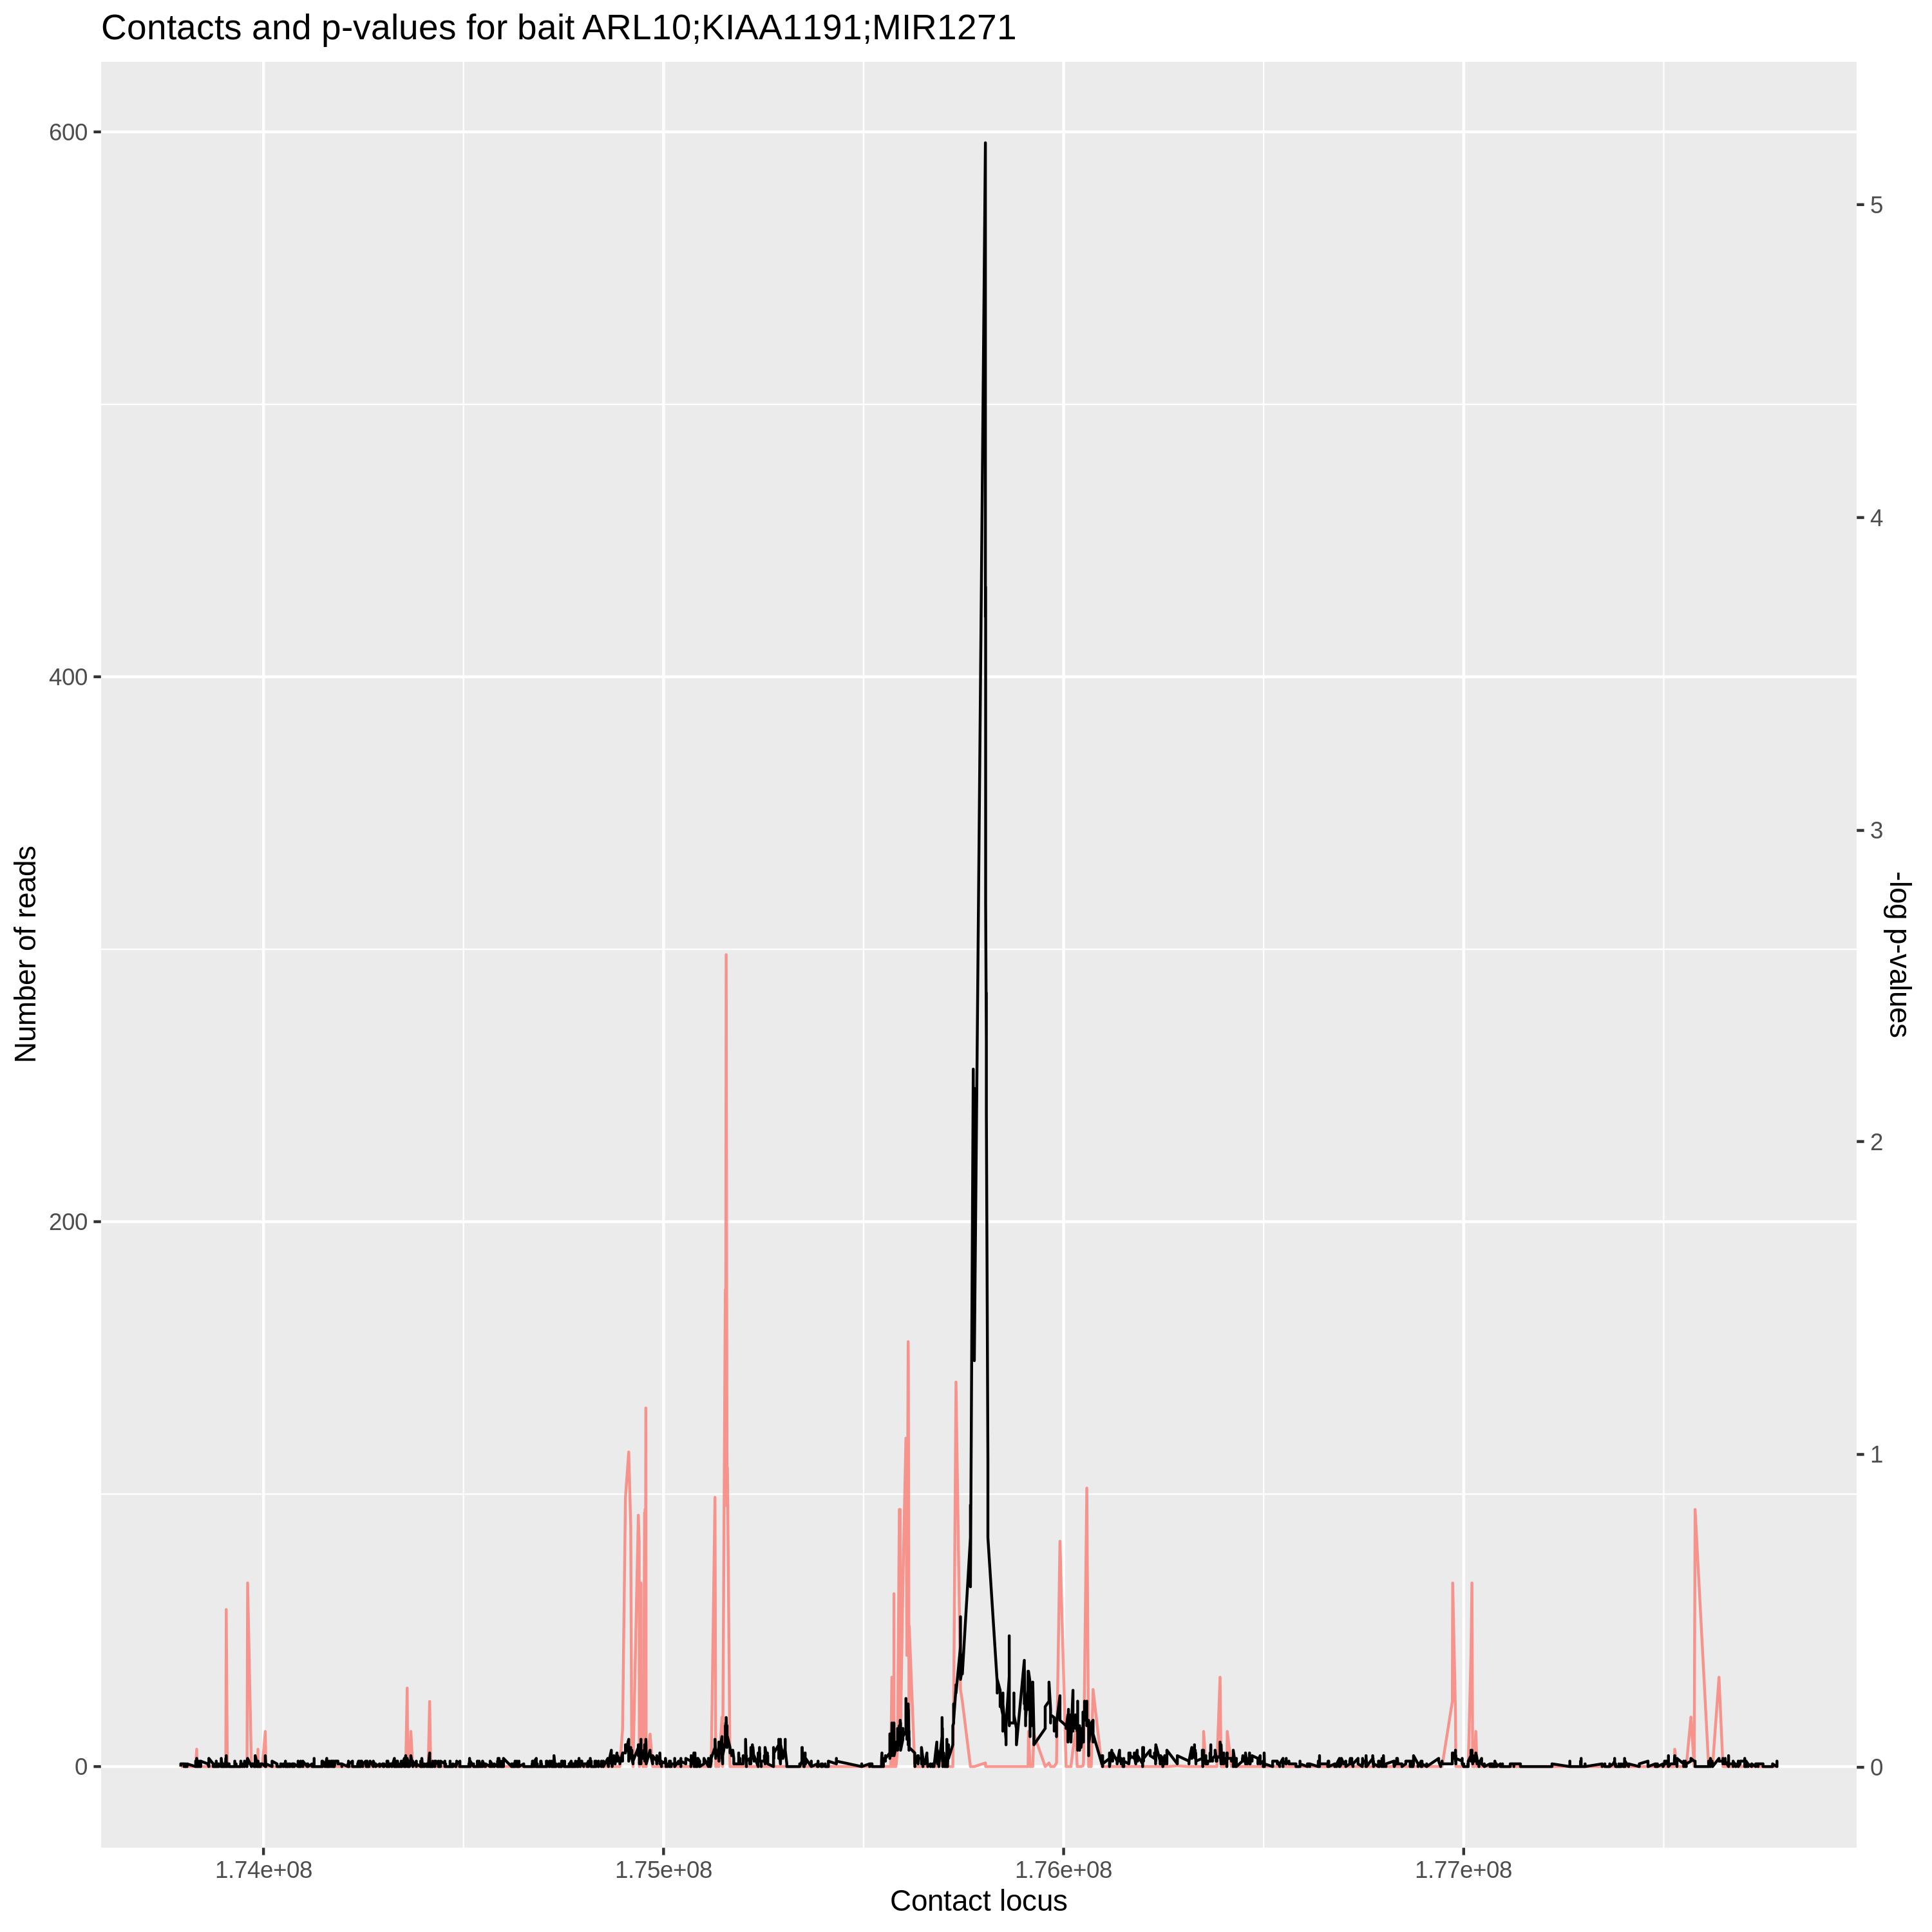 Contacts and p-values for bait ARL10;KIAA1191;MIR1271
600
400
200
0
Number of reads
5
4
3
2
1
0
-log p-values
1.74e+08
1.75e+08
1.76e+08
1.77e+08
Contact locus